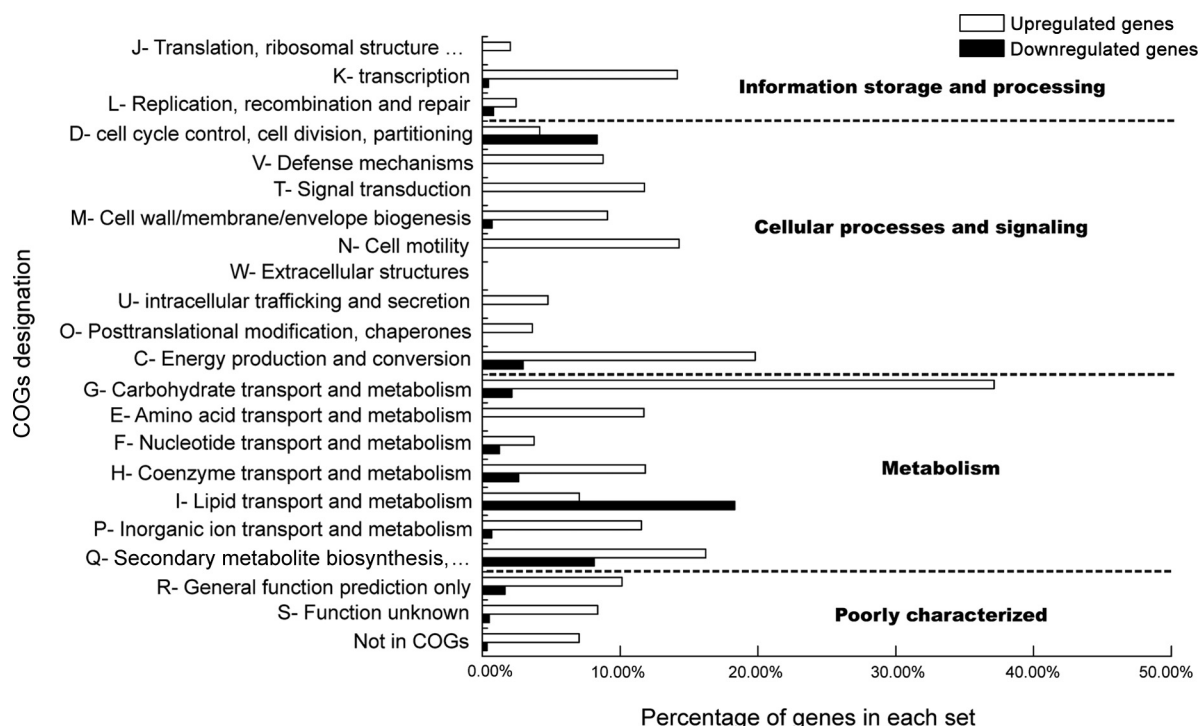 Upregulated genes
Downregulated genes
J- Translation, ribosomal structure ...
K- transcription
L- Replication, recombination and repair
Information storage and processing
D- cell cycle control, cell division, partitioning
V- Defense mechanisms
T- Signal transduction
M- Cell wall/membrane/envelope biogenesis
N- Cell motility
W- Extracellular structures
U- intracellular trafficking and secretion
O- Posttranslational modification, chaperones
C- Energy production and conversion
Cellular processes and signaling
G- Carbohydrate transport and metabolism
E- Amino acid transport and metabolism
F- Nucleotide transport and metabolism
H- Coenzyme transport and metabolism
I- Lipid transport and metabolism
P- Inorganic ion transport and metabolism
Q- Secondary metabolite biosynthesis, ...
Metabolism
R- General function prediction only
S- Function unknown
Not in COGs
Poorly characterized
COGs designation
0.00% 10.00% 20.00% 30.00% 40.00% 50.00%
Percentage of genes in each set